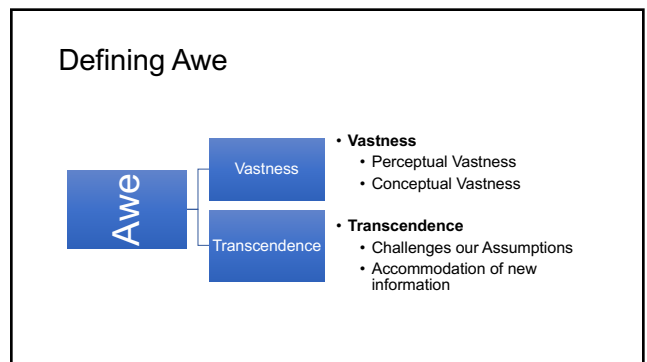 Defining Awe
Awe
Vastness
Transcendence
• Vastness
• Perceptual Vastness
• Conceptual Vastness
• Transcendence
• Challenges our Assumptions
• Accommodation of new
information